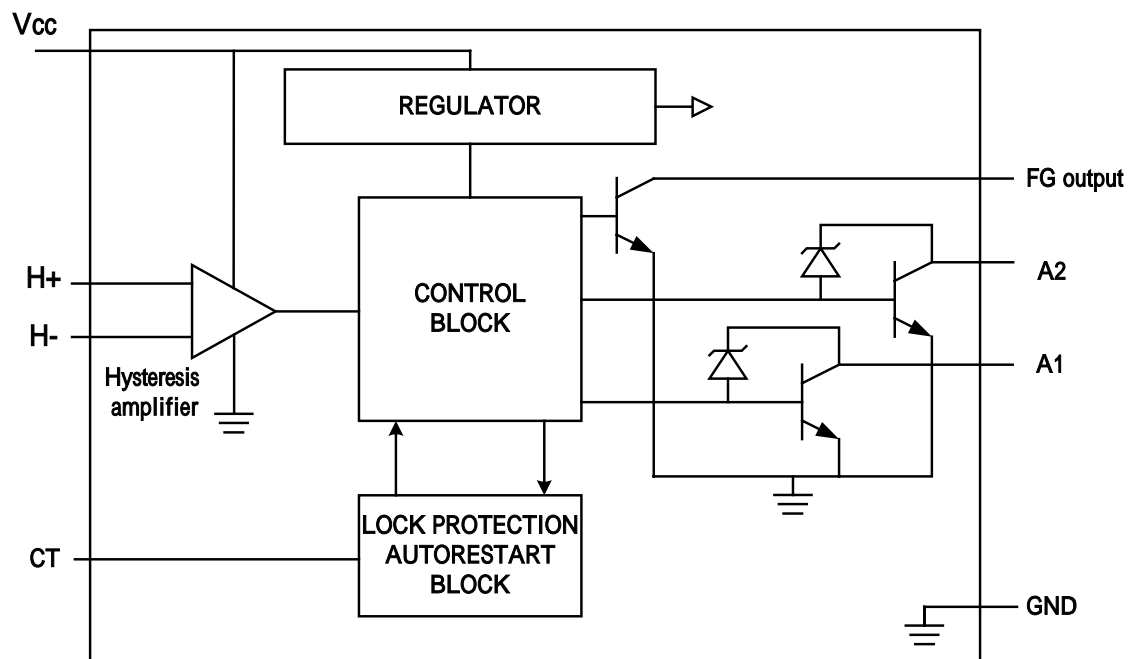 Vcc
REGULATOR
FG output
H+
H-
CONTROL
BLOCK
A2
A1
Hysteresis
amplifier
LOCK PROTECTION
AUTORESTART
BLOCK
CT
GND